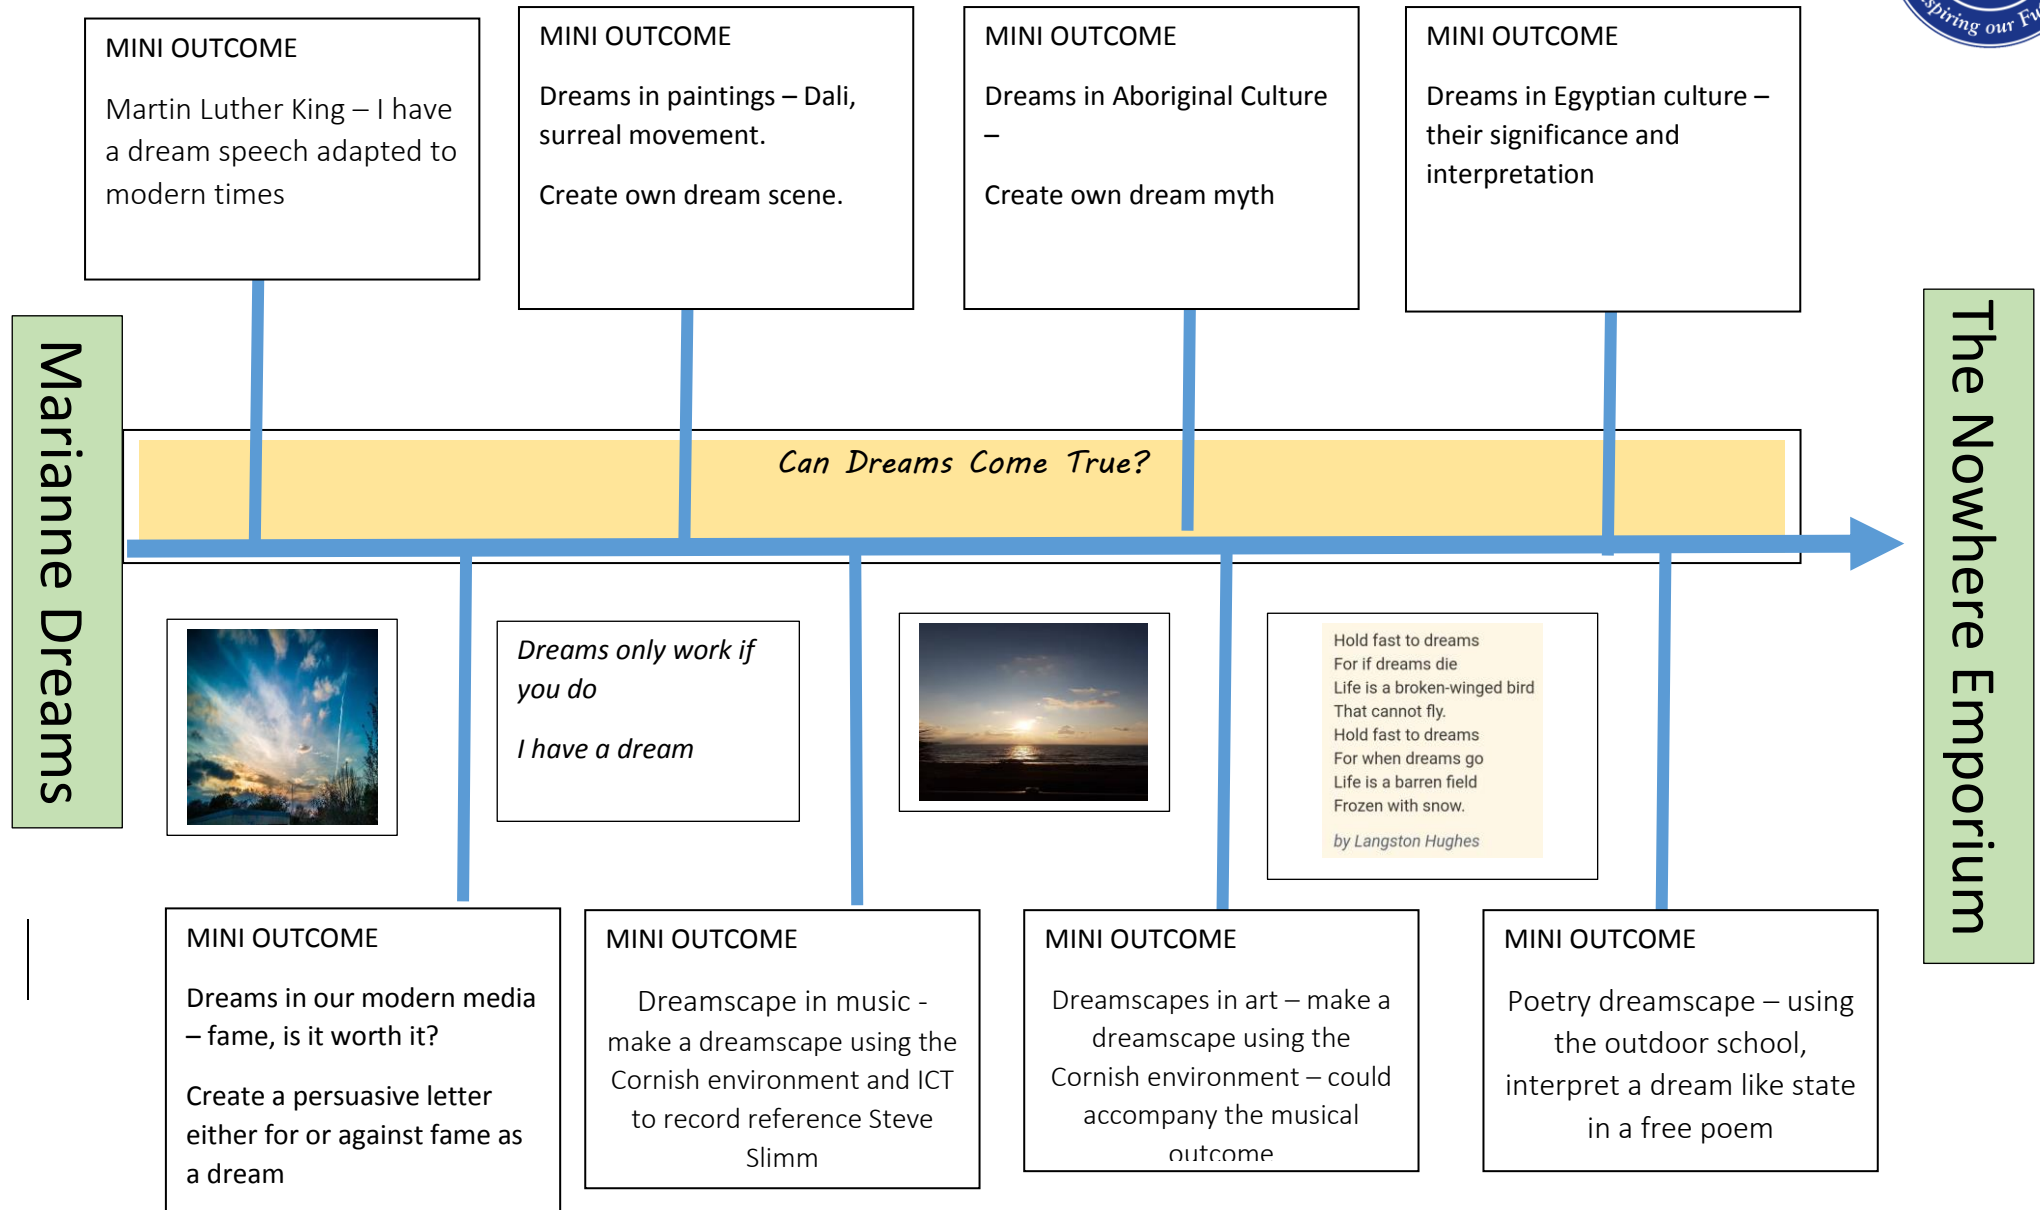 spiring our Fu
MINI OUTCOME
Martin Luther King – I have
a dream speech adapted to
modern times
MINI OUTCOME
Dreams in paintings – Dali,
surreal movement.
Create own dream scene.
MINI OUTCOME
Dreams in Aboriginal Culture
–
Create own dream myth
MINI OUTCOME
Dreams in Egyptian culture –
their significance and
interpretation
Marianne Dreams
Can Dreams Come True?
The Nowhere Emporium
Dreams only work if
you do
I have a dream
Hold fast to dreams
For if dreams die
Life is a broken-winged bird
That cannot fly.
Hold fast to dreams
For when dreams go
Life is a barren field
Frozen with snow.
by Langston Hughes
MINI OUTCOME
Dreams in our modern media
– fame, is it worth it?
Create a persuasive letter
either for or against fame as
a dream
MINI OUTCOME
Dreamscape in music -
make a dreamscape using the
Cornish environment and ICT
to record reference Steve
Slimm
MINI OUTCOME
Dreamscapes in art – make a
dreamscape using the
Cornish environment – could
accompany the musical
outcome
MINI OUTCOME
Poetry dreamscape – using
the outdoor school,
interpret a dream like state
in a free poem